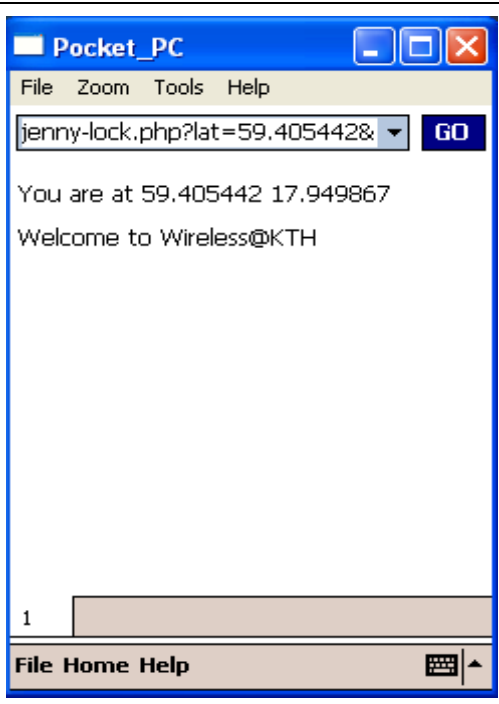 Pocket_PC
File Zoom Tools Help
jenny-lock.php?lat=59.405442& GO
You are at 59.405442 17.949867
Welcome to Wireless@KTH
1
File Home Help